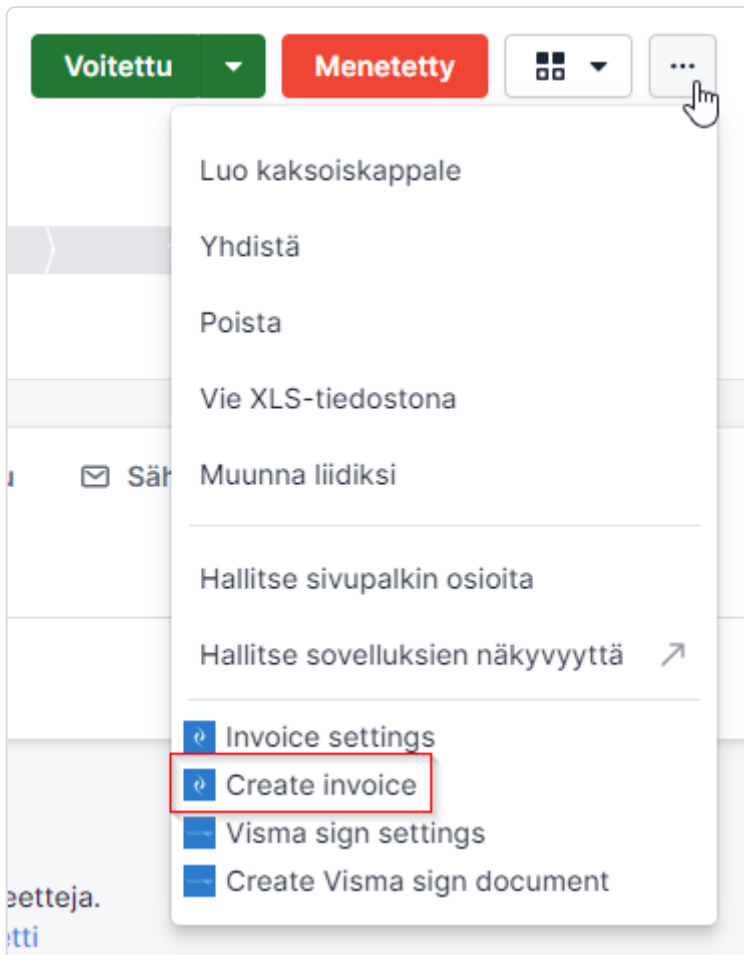 Voitettu
Menetetty
...
Luo kaksoiskappale
Yhdistä
Poista
Vie XLS-tiedostona
Muunna liidiksi
Hallitse sivupalkin osioita
Hallitse sovelluksien näkyvyyttä
Invoice settings
Create invoice
Visma sign settings
Create Visma sign document